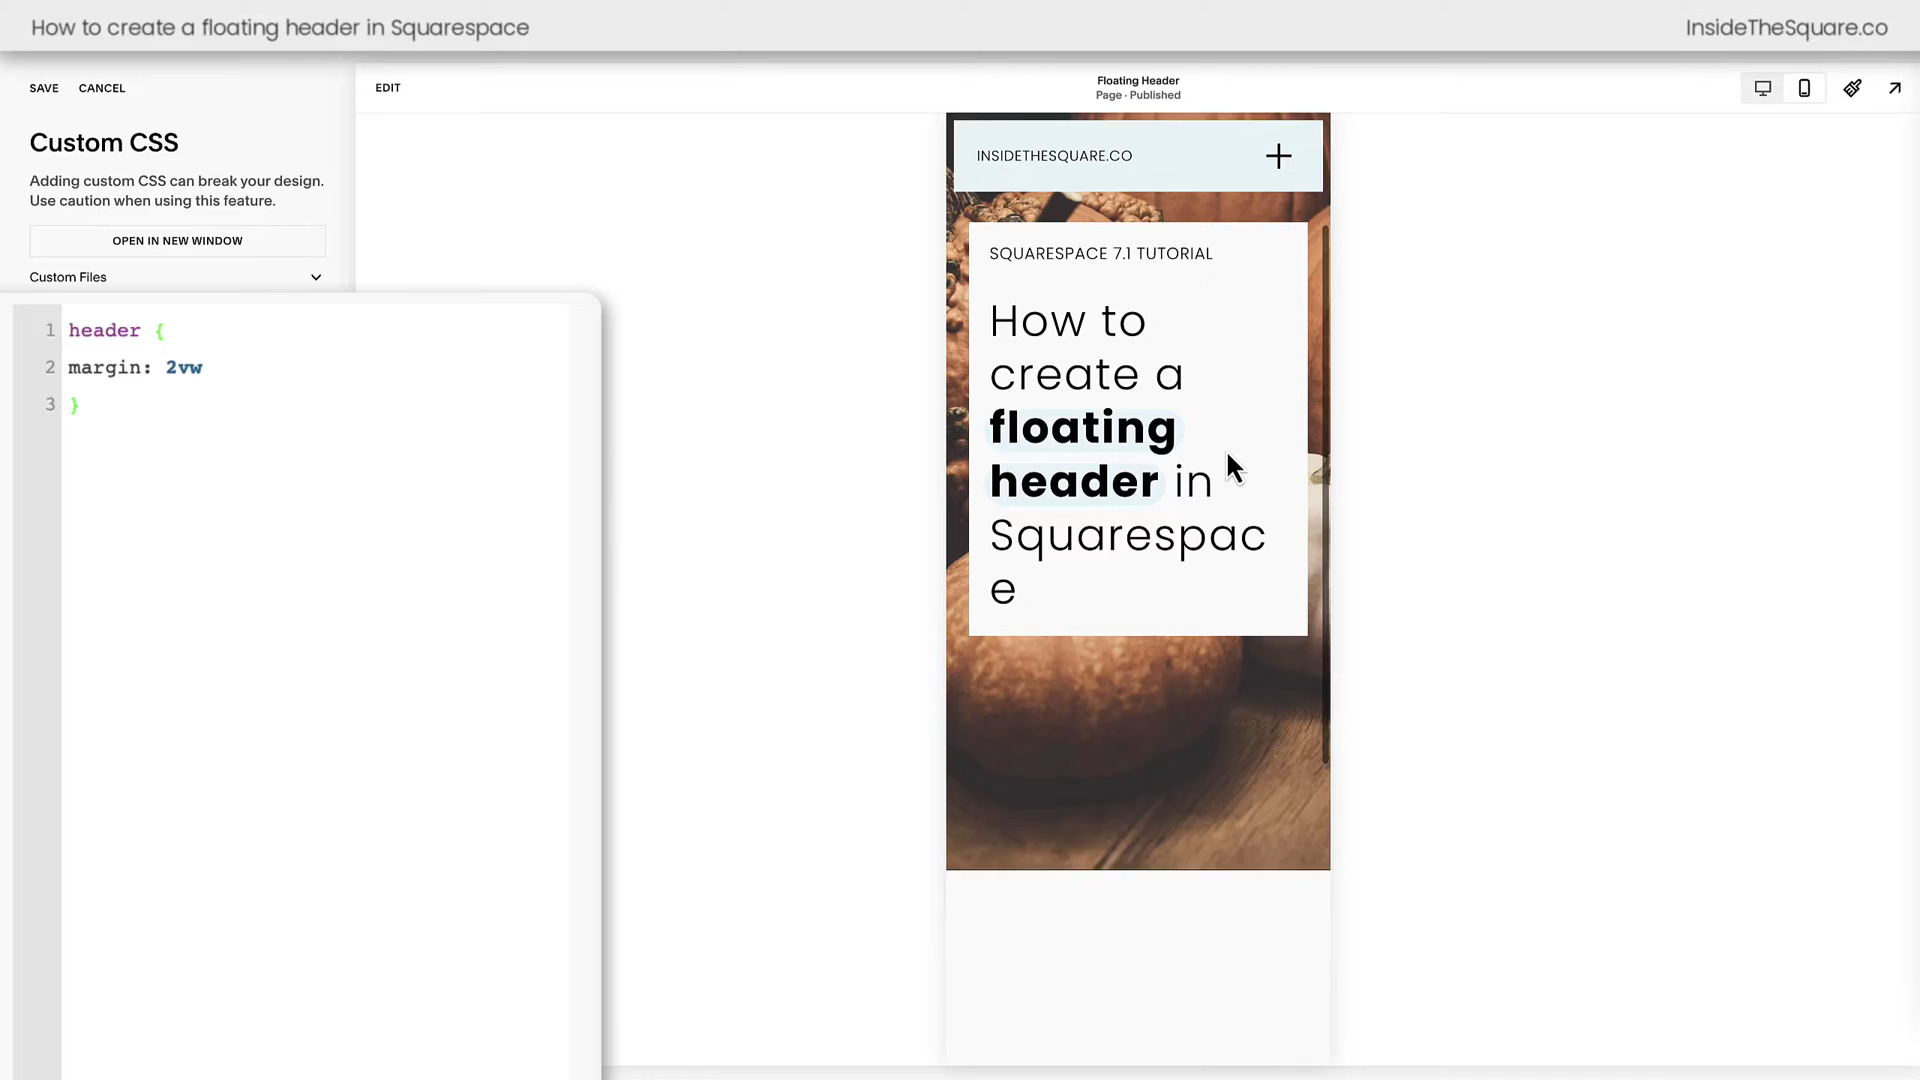 How to create a floating header in Squarespace
InsideTheSquare.co
SAVE CANCEL
EDIT
Floating Header
Page · Published
Custom CSS
Adding custom CSS can break your design.
Use caution when using this feature.
OPEN IN NEW WINDOW
Custom Files
1 header {
2 margin: 2vw
3 }
INSIDETHESQUARE.CO
SQUARESPACE 7.1 TUTORIAL
How to
create a
floating
header in
Squarespac
e